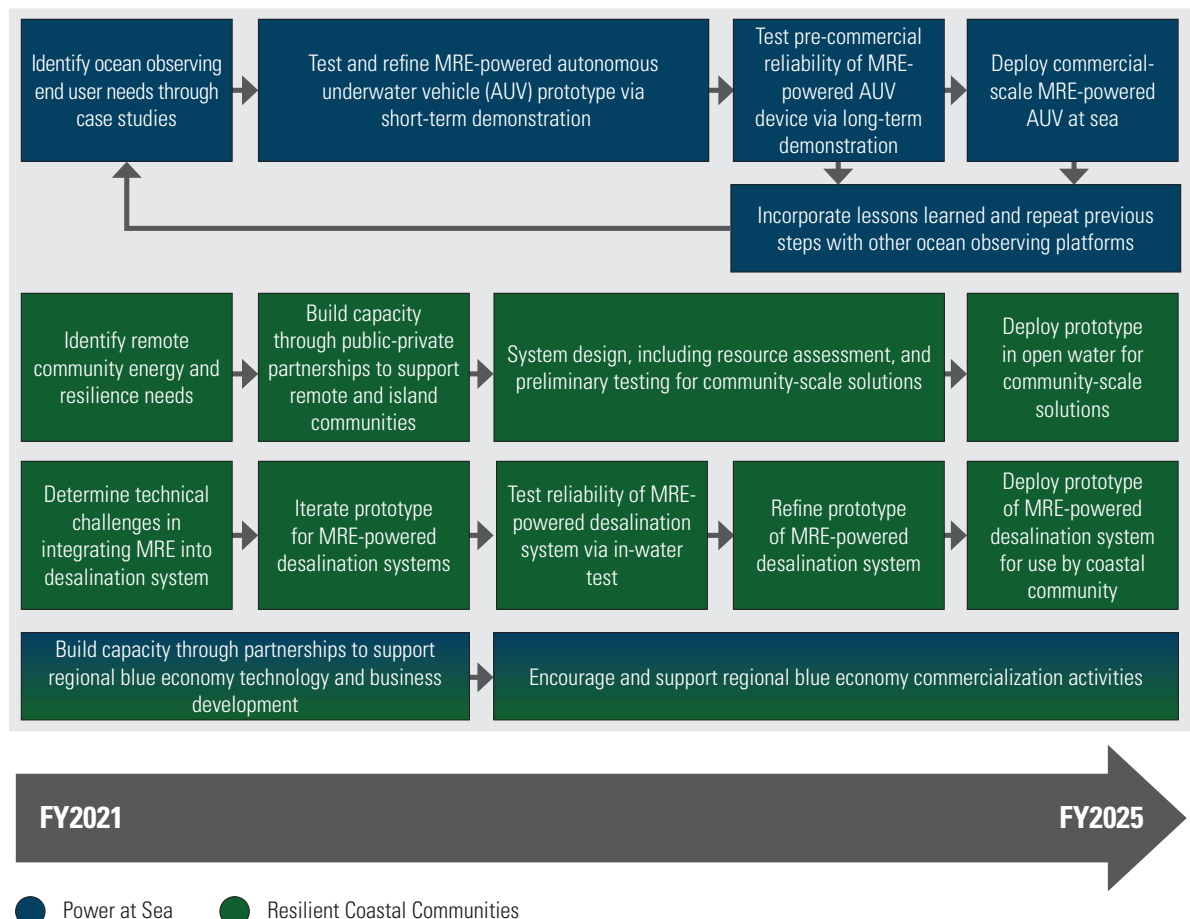 Identify ocean observing
end user needs through
case studies
Test and refine MRE-powered autonomous
underwater vehicle (AUV) prototype via
short-term demonstration
Test pre-commercial
reliability of MRE-
powered AUV
device via long-term
demonstration
Deploy commercial-
scale MRE-powered
AUV at sea
Incorporate lessons learned and repeat previous
steps with other ocean observing platforms
Identify remote
community energy and
resilience needs
Build capacity
through public-private
partnerships to support
remote and island
communities
System design, including resource assessment, and
preliminary testing for community-scale solutions
Deploy prototype
in open water for
community-scale
solutions
Determine technical
challenges in
integrating MRE into
desalination system
Iterate prototype
for MRE-powered
desalination systems
Test reliability of MRE-
powered desalination
system via in-water
test
Refine prototype
of MRE-powered
desalination system
Deploy prototype
of MRE-powered
desalination system
for use by coastal
community
Build capacity through partnerships to support
regional blue economy technology and business
development
Encourage and support regional blue economy commercialization activities
FY2021
FY2025
Power at Sea
Resilient Coastal Communities